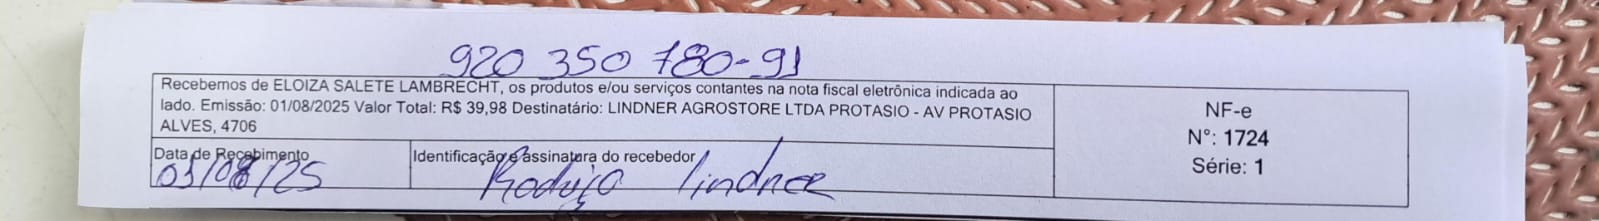 920 350 780-91
Recebemos de ELOIZA SALETE LAMBRECHT, os produtos e/ou serviços contantes na nota fiscal eletrônica indicada ao
lado. Emissão: 01/08/2025 Valor Total: R$ 39,98 Destinatário: LINDNER AGROSTORE LTDA PROTASIO - AV PROTASIO
ALVES, 4706
NF-e
N°: 1724
Série: 1
Data de Recebimento
01/08/25
Identificação e assinatura do recebedor
Rodrigo Lindner